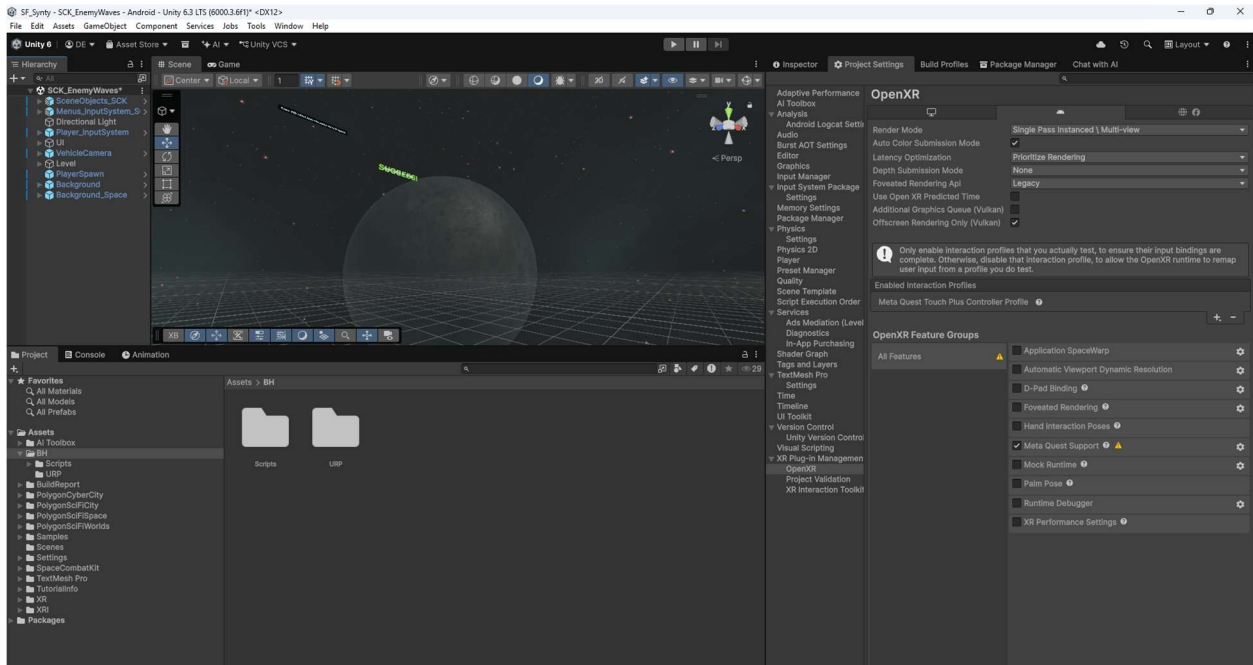 SF_Synty - SCK_EnemyWaves - Android - Unity 6.3 LTS (6000.3.6f1)* <DX12>
File Edit Assets GameObject Component Services Jobs Tools Window Help
Unity 6 DE Asset Store AI Unity VCS Layout
Hierarchy
All
SCK_EnemyWaves*
SceneObjects_SCK
Menus_InputSystem_S
Directional Light
Player_InputSystem
UI
VehicleCamera
Level
PlayerSpawn
Background
Background_Space
Scene Game
Center Local 1 2D
y
< Persp
SUCCESS!
XB
Inspector Project Settings Build Profiles Package Manager Chat with AI
Adaptive Performance
AI Toolbox
Analysis
Android Logcat Settin
Audio
Burst AOT Settings
Editor
Graphics
Input Manager
Input System Package
Settings
Memory Settings
Package Manager
Physics
Settings
Physics 2D
Player
Preset Manager
Quality
Scene Template
Script Execution Order
Services
Ads Mediation (Level
Diagnostics
In-App Purchasing
Shader Graph
Tags and Layers
TextMesh Pro
Settings
Time
Timeline
UI Toolkit
Version Control
Unity Version Control
Visual Scripting
XR Plug-in Managemen
OpenXR
Project Validation
XR Interaction Toolkit
OpenXR
Render Mode Single Pass Instanced \ Multi-view
Auto Color Submission Mode
Latency Optimization Prioritize Rendering
Depth Submission Mode None
Foveated Rendering Api Legacy
Use Open XR Predicted Time
Additional Graphics Queue (Vulkan)
Offscreen Rendering Only (Vulkan)
Only enable interaction profiles that you actually test, to ensure their input bindings are
complete. Otherwise, disable that interaction profile, to allow the OpenXR runtime to remap
user input from a profile you do test.
Enabled Interaction Profiles
Meta Quest Touch Plus Controller Profile
OpenXR Feature Groups
All Features
Application SpaceWarp
Automatic Viewport Dynamic Resolution
D-Pad Binding
Foveated Rendering
Hand Interaction Poses
Meta Quest Support
Mock Runtime
Palm Pose
Runtime Debugger
XR Performance Settings
Project Console Animation
29
Favorites
All Materials
All Models
All Prefabs
Assets
AI Toolbox
BH
Scripts
URP
BuildReport
PolygonCyberCity
PolygonSciFiCity
PolygonSciFiSpace
PolygonSciFiWorlds
Samples
Scenes
Settings
SpaceCombatKit
TextMesh Pro
TutorialInfo
XR
XRI
Packages
Assets > BH
Scripts URP